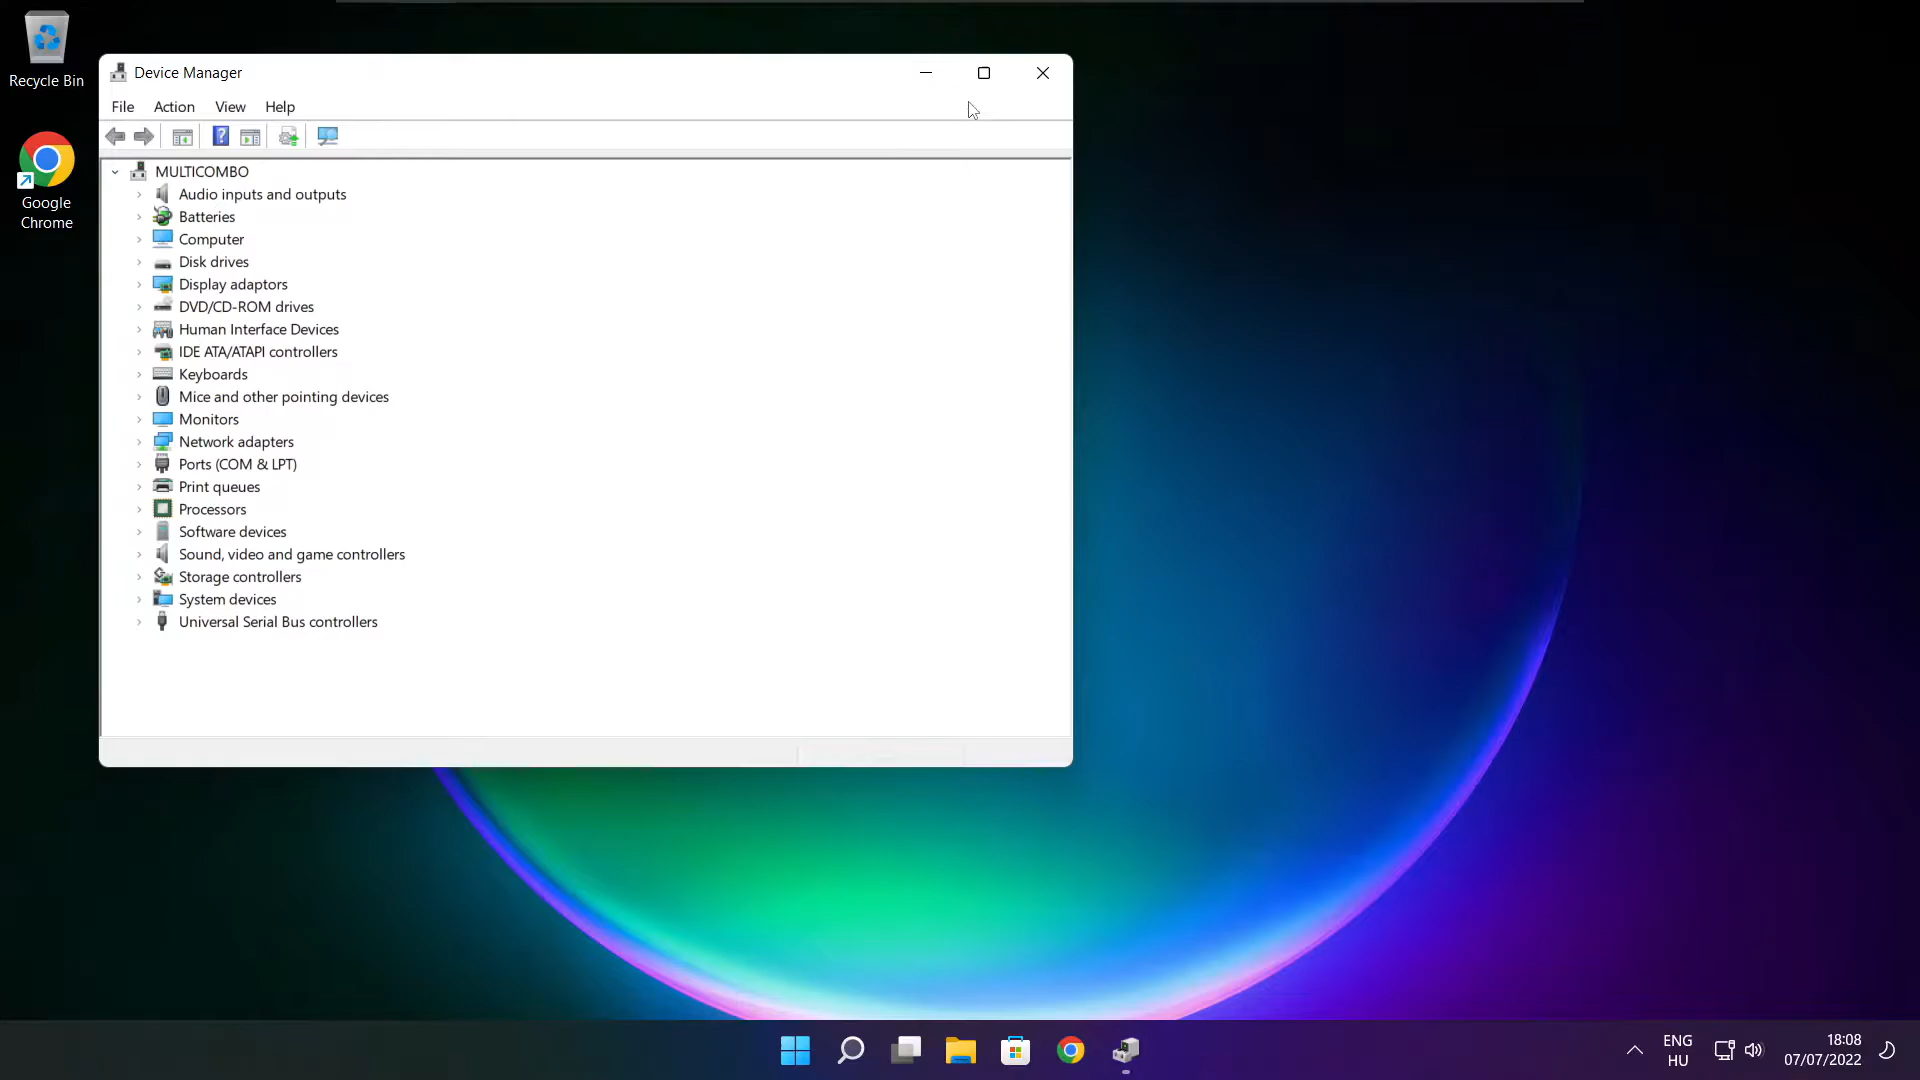 Recycle Bin
Google
Chrome
Device Manager
File Action View Help
MULTICOMBO
Audio inputs and outputs
Batteries
Computer
Disk drives
Display adaptors
DVD/CD-ROM drives
Human Interface Devices
IDE ATA/ATAPI controllers
Keyboards
Mice and other pointing devices
Monitors
Network adapters
Ports (COM & LPT)
Print queues
Processors
Software devices
Sound, video and game controllers
Storage controllers
System devices
Universal Serial Bus controllers
ENG
HU
18:08
07/07/2022